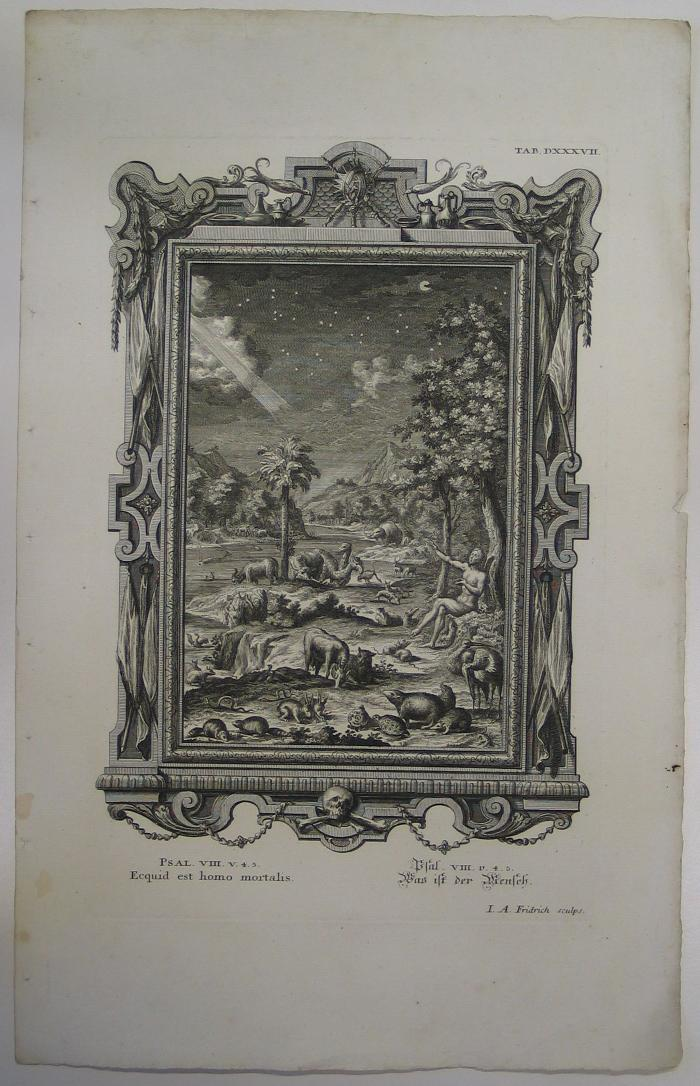 TAB. DXXXVII.
PSAL. VIII. v. 4. 5.
Ecquid est homo mortalis.
Psal. VIII. v. 4. 5.
Was ist der Mensch.
I. A. Fridrich sculps.